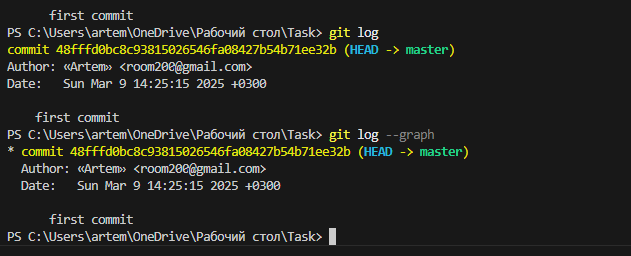 first commit
PS C:\Users\artem\OneDrive\Рабочий стол\Task> git log
commit 48fffd0bc8c93815026546fa08427b54b71ee32b (HEAD -> master)
Author: «Artem» <room200@gmail.com>
Date:   Sun Mar 9 14:25:15 2025 +0300
first commit
PS C:\Users\artem\OneDrive\Рабочий стол\Task> git log --graph
* commit 48fffd0bc8c93815026546fa08427b54b71ee32b (HEAD -> master)
Author: «Artem» <room200@gmail.com>
Date:   Sun Mar 9 14:25:15 2025 +0300
first commit
PS C:\Users\artem\OneDrive\Рабочий стол\Task>